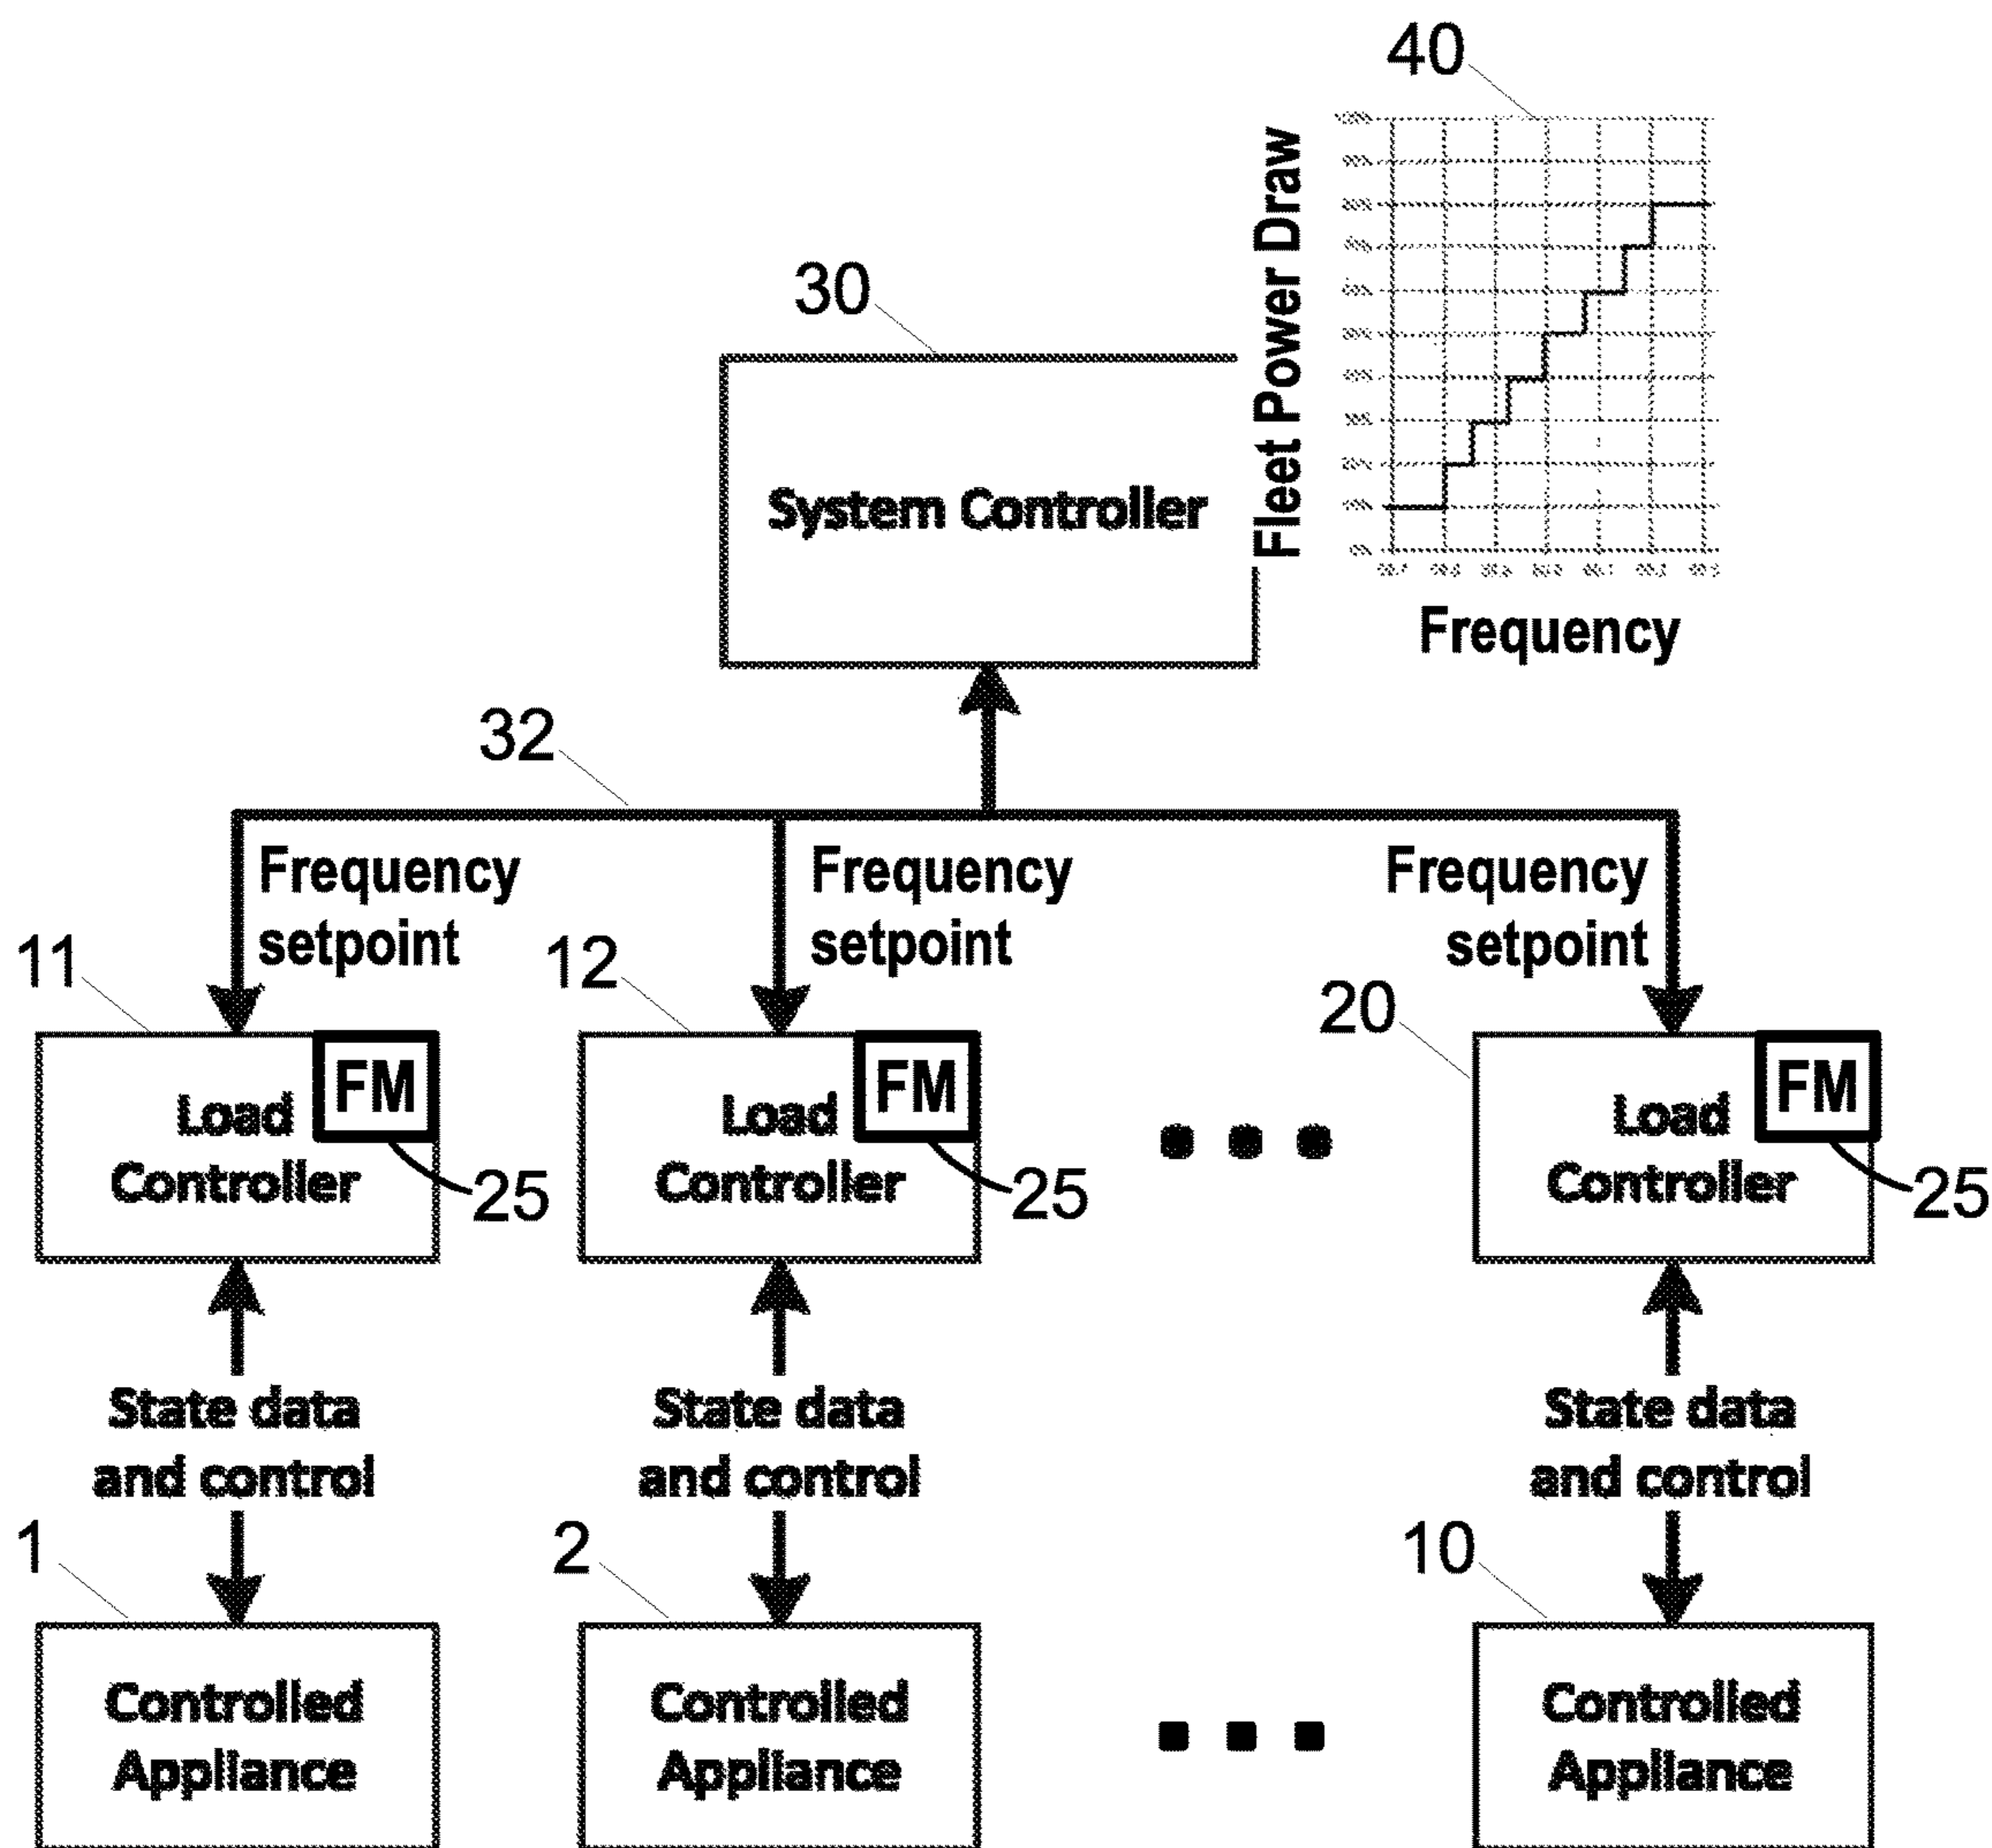 40
Fleet Power Draw
Frequency
30
System Controller
32
Frequency
setpoint
Frequency
setpoint
Frequency
setpoint
11
12
20
FM
FM
FM
Load
Controller
Load
Controller
Load
Controller
25
25
25
State data
and control
State data
and control
State data
and control
1
2
10
Controlled
Appliance
Controlled
Appliance
Controlled
Appliance